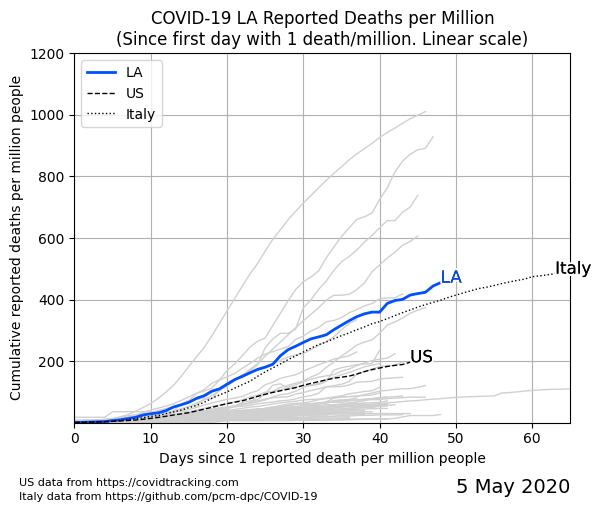 COVID-19 LA Reported Deaths per Million
(Since first day with 1 death/million. Linear scale)
1200
1000
800
600
400
200
Cumulative reported deaths per million people
LA
US
Italy
LA
Italy
US
0 10 20 30 40 50 60
Days since 1 reported death per million people
US data from https://covidtracking.com
Italy data from https://github.com/pcm-dpc/COVID-19
5 May 2020